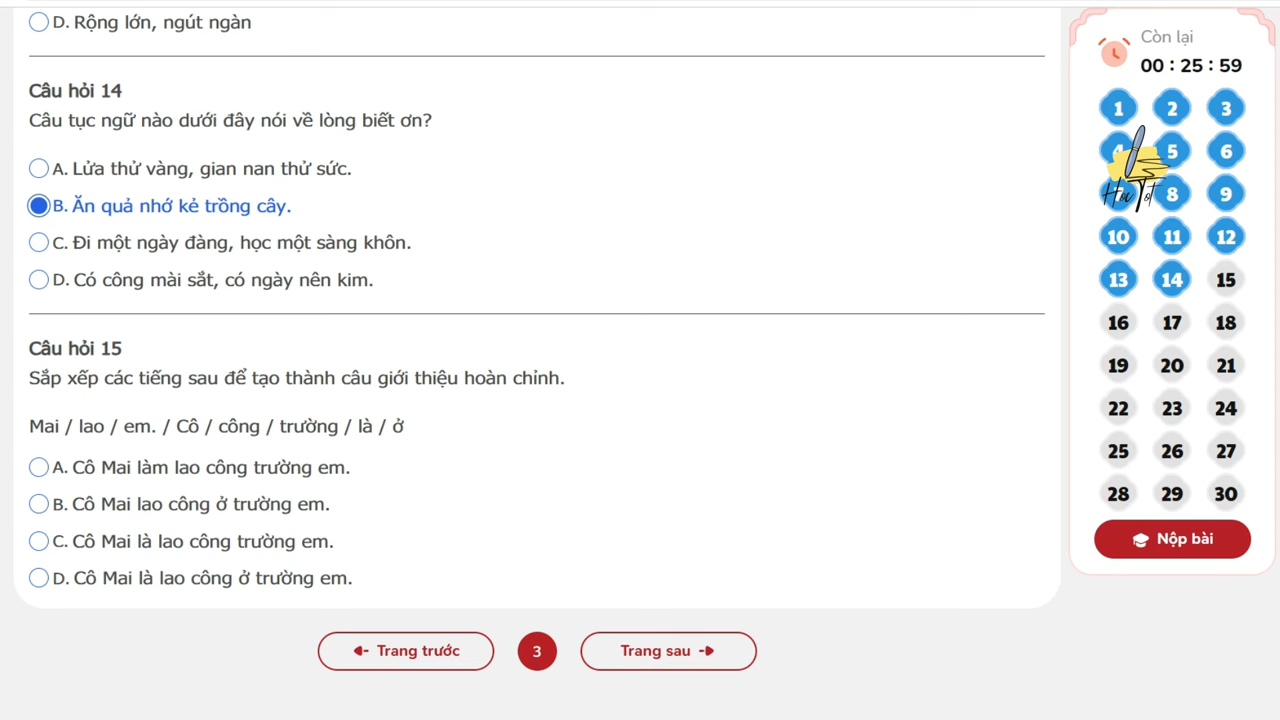 D. Rộng lớn, ngút ngàn
Câu hỏi 14
Câu tục ngữ nào dưới đây nói về lòng biết ơn?
A. Lửa thử vàng, gian nan thử sức.
B. Ăn quả nhớ kẻ trồng cây.
C. Đi một ngày đàng, học một sàng khôn.
D. Có công mài sắt, có ngày nên kim.
Câu hỏi 15
Sắp xếp các tiếng sau để tạo thành câu giới thiệu hoàn chỉnh.
Mai / lao / em. / Cô / công / trường / là / ở
A. Cô Mai làm lao công trường em.
B. Cô Mai lao công ở trường em.
C. Cô Mai là lao công trường em.
D. Cô Mai là lao công ở trường em.
Trang trước
3
Trang sau
Còn lại
00 : 25 : 59
1 2 3
4 5 6
7 8 9
10 11 12
13 14 15
16 17 18
19 20 21
22 23 24
25 26 27
28 29 30
Nộp bài